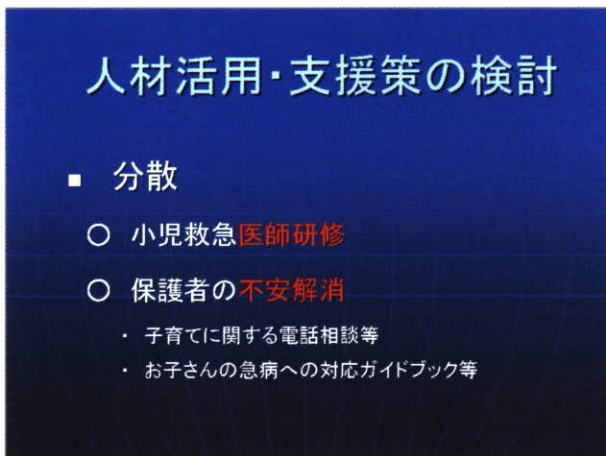 人材活用・支援策の検討
■ 分散
○ 小児救急医師研修
○ 保護者の不安解消
・ 子育てに関する電話相談等
・ お子さんの急病への対応ガイドブック等